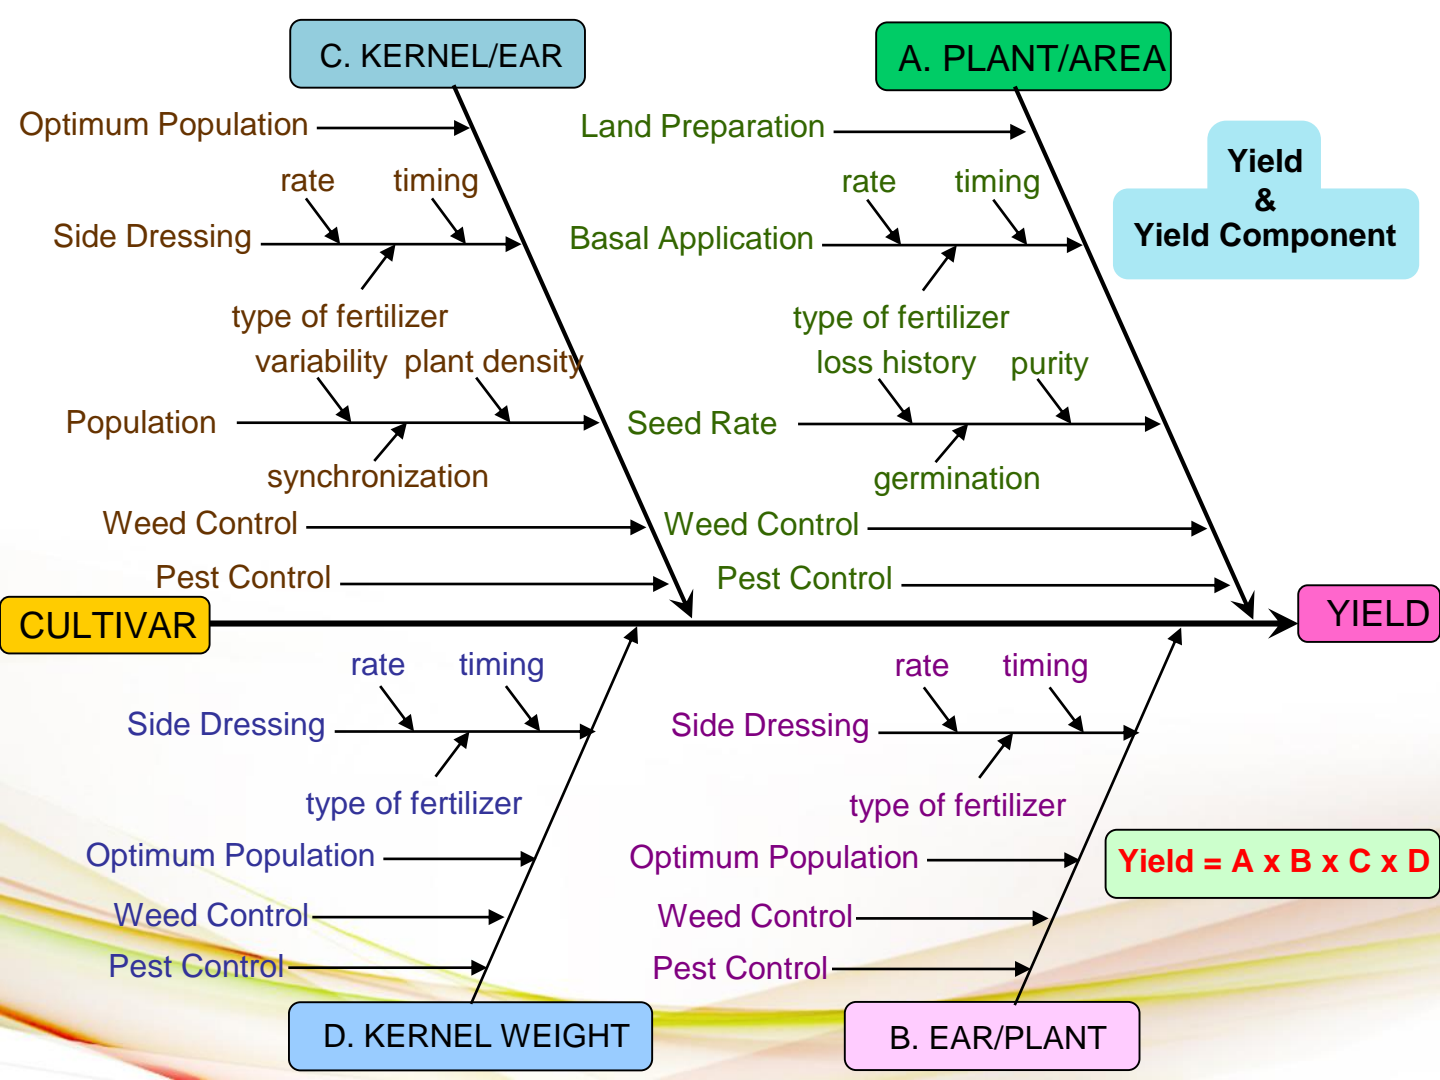 C. KERNEL/EAR
A. PLANT/AREA
Optimum Population
Land Preparation
Yield
&
Yield Component
rate timing
rate timing
Side Dressing
Basal Application
type of fertilizer
type of fertilizer
variability plant density
loss history purity
Population
Seed Rate
synchronization
germination
Weed Control
Weed Control
Pest Control
Pest Control
CULTIVAR
YIELD
rate timing
rate timing
Side Dressing
Side Dressing
type of fertilizer
type of fertilizer
Optimum Population
Optimum Population
Yield = A x B x C x D
Weed Control
Weed Control
Pest Control
Pest Control
D. KERNEL WEIGHT
B. EAR/PLANT